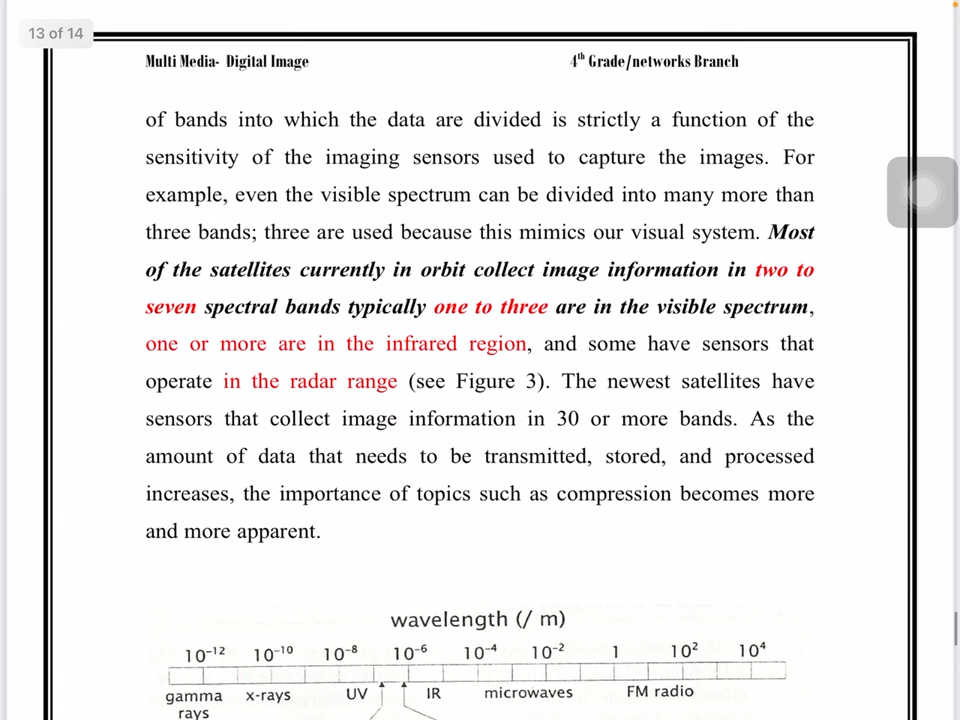 13 of 14
Multi Media- Digital Image 4th Grade/networks Branch
of bands into which the data are divided is strictly a function of the
sensitivity of the imaging sensors used to capture the images. For
example, even the visible spectrum can be divided into many more than
three bands; three are used because this mimics our visual system. Most
of the satellites currently in orbit collect image information in two to
seven spectral bands typically one to three are in the visible spectrum,
one or more are in the infrared region, and some have sensors that
operate in the radar range (see Figure 3). The newest satellites have
sensors that collect image information in 30 or more bands. As the
amount of data that needs to be transmitted, stored, and processed
increases, the importance of topics such as compression becomes more
and more apparent.
wavelength (/ m)
10⁻¹² 10⁻¹⁰ 10⁻⁸ 10⁻⁶ 10⁻⁴ 10⁻² 1 10² 10⁴
gamma x-rays UV IR microwaves FM radio
rays